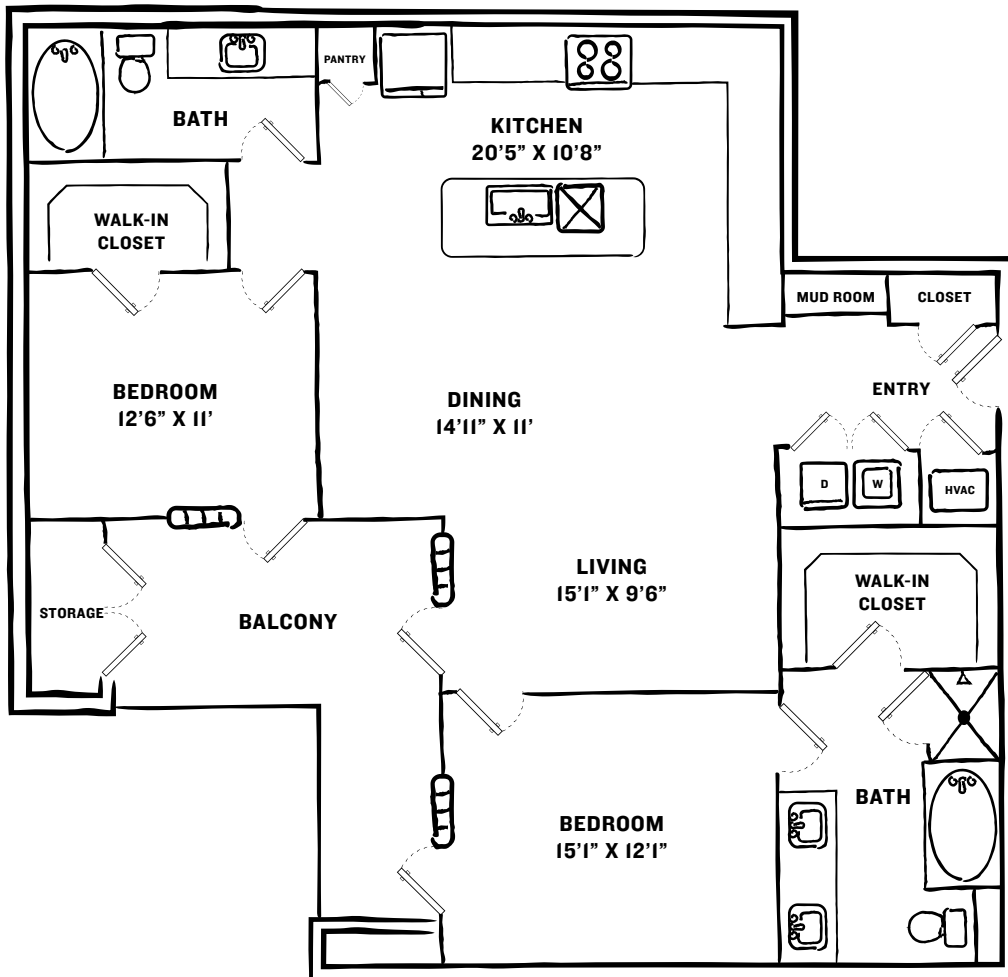 PANTRY
BATH
KITCHEN
20'5” X 10'8”
WALK-IN
CLOSET
MUD ROOM
CLOSET
BEDROOM
12'6” X 11'
DINING
14'11” X 11'
ENTRY
D
W
HVAC
LIVING
15'1” X 9'6”
WALK-IN
CLOSET
STORAGE
BALCONY
BATH
BEDROOM
15'1” X 12'1”